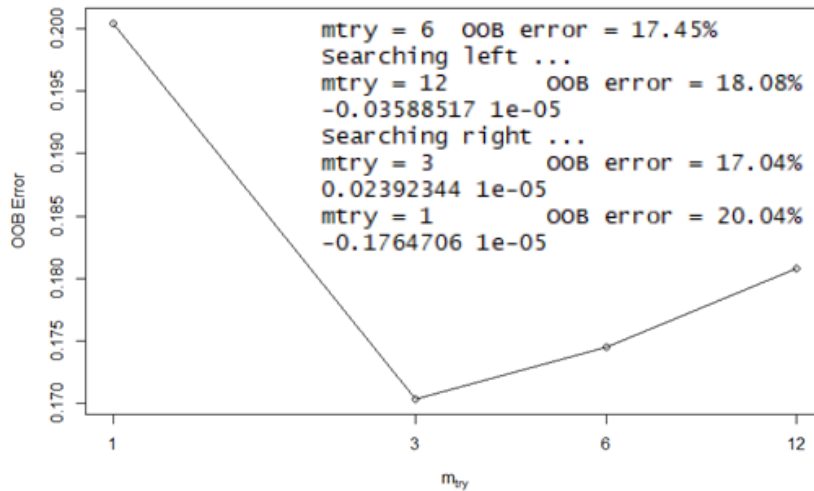 mtry = 6 OOB error = 17.45%
Searching left ...
mtry = 12 OOB error = 18.08%
-0.03588517 1e-05
Searching right ...
mtry = 3 OOB error = 17.04%
0.02392344 1e-05
mtry = 1 OOB error = 20.04%
-0.1764706 1e-05
OOB Error
0.200
0.195
0.190
0.185
0.180
0.175
0.170
1 3 6 12
mtry